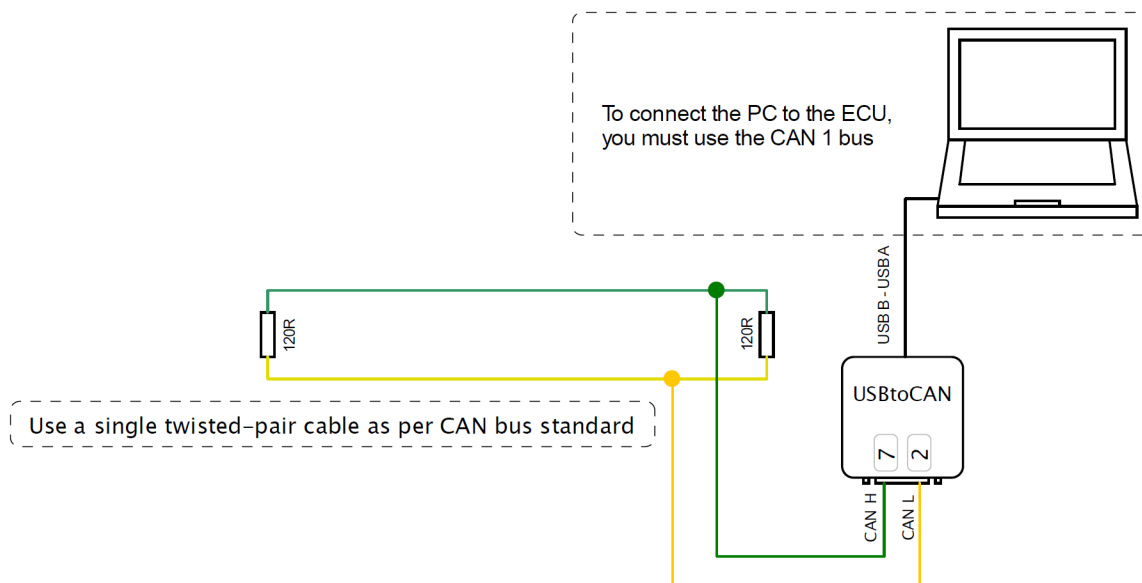 To connect the PC to the ECU,
you must use the CAN 1 bus
USB B - USB A
120R
120R
USBtoCAN
Use a single twisted-pair cable as per CAN bus standard
7
2
CAN H
CAN L